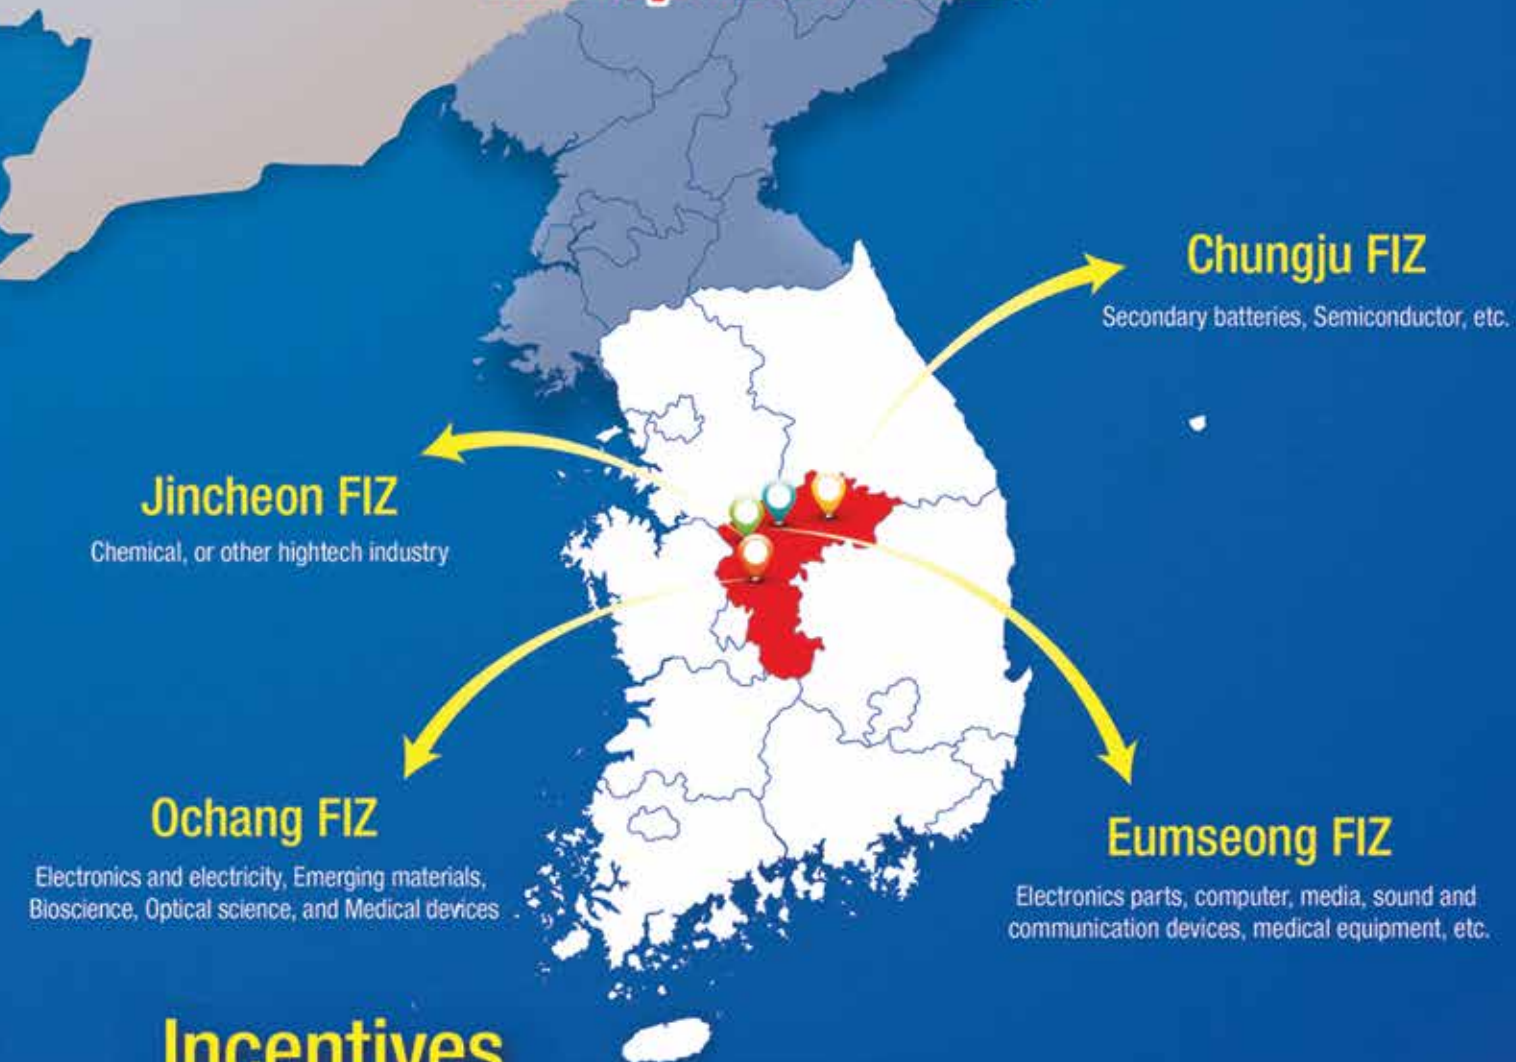 Chungju FIZ
Secondary batteries, Semiconductor, etc.
Jincheon FIZ
Chemical, or other hightech industry
Ochang FIZ
Electronics and electricity, Emerging materials,
Bioscience, Optical science, and Medical devices
Eumseong FIZ
Electronics parts, computer, media, sound and
communication devices, medical equipment, etc.
Incentives